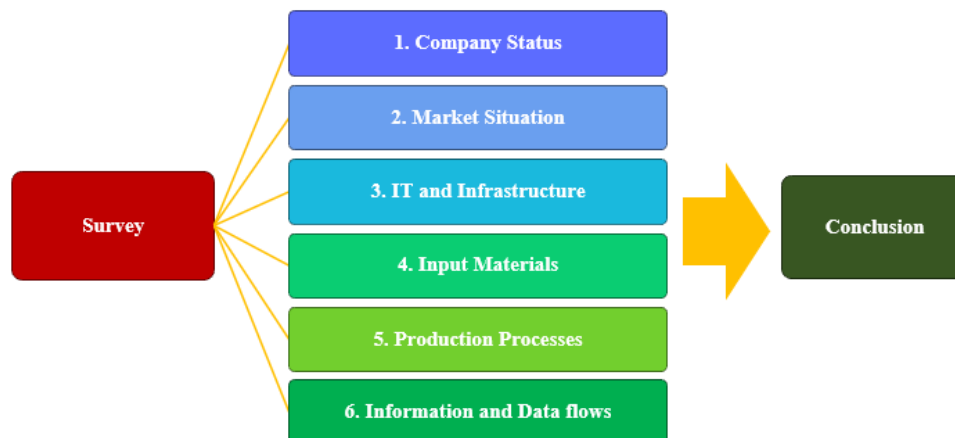 1. Company Status
2. Market Situation
3. IT and Infrastructure
Survey
Conclusion
4. Input Materials
5. Production Processes
6. Information and Data flows